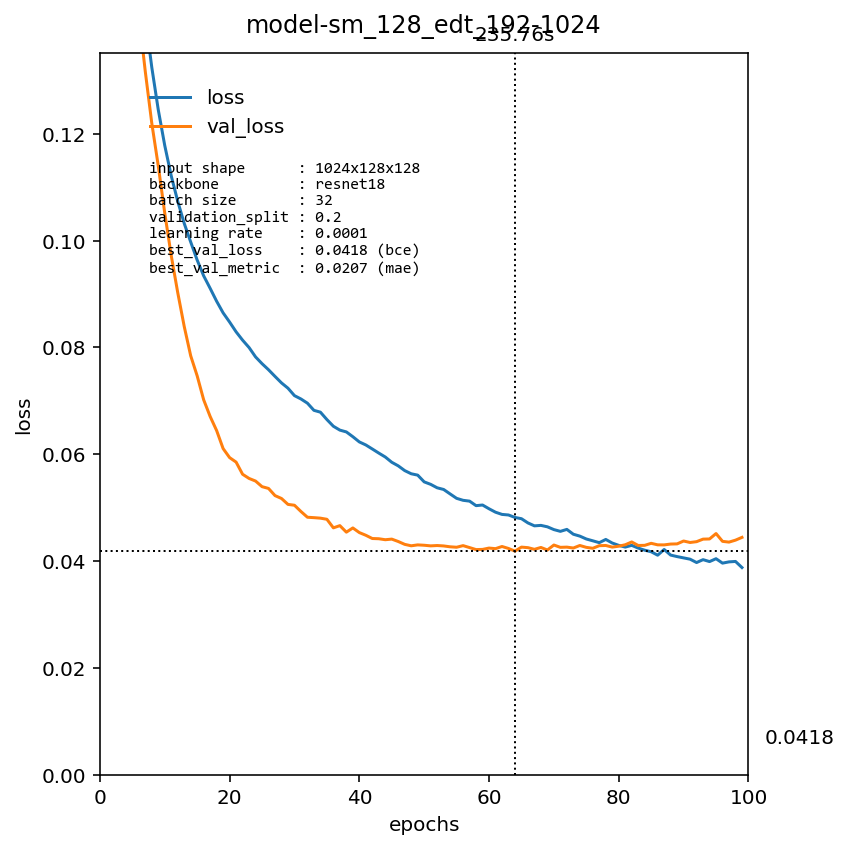 model-sm_128_edt_192-1024
235.76s
loss
val_loss
input shape      : 1024x128x128
backbone         : resnet18
batch size       : 32
validation_split : 0.2
learning rate    : 0.0001
best_val_loss    : 0.0418 (bce)
best_val_metric  : 0.0207 (mae)
0.12
0.10
0.08
0.06
0.04
0.02
0.00
loss
0.0418
0 20 40 60 80 100
epochs